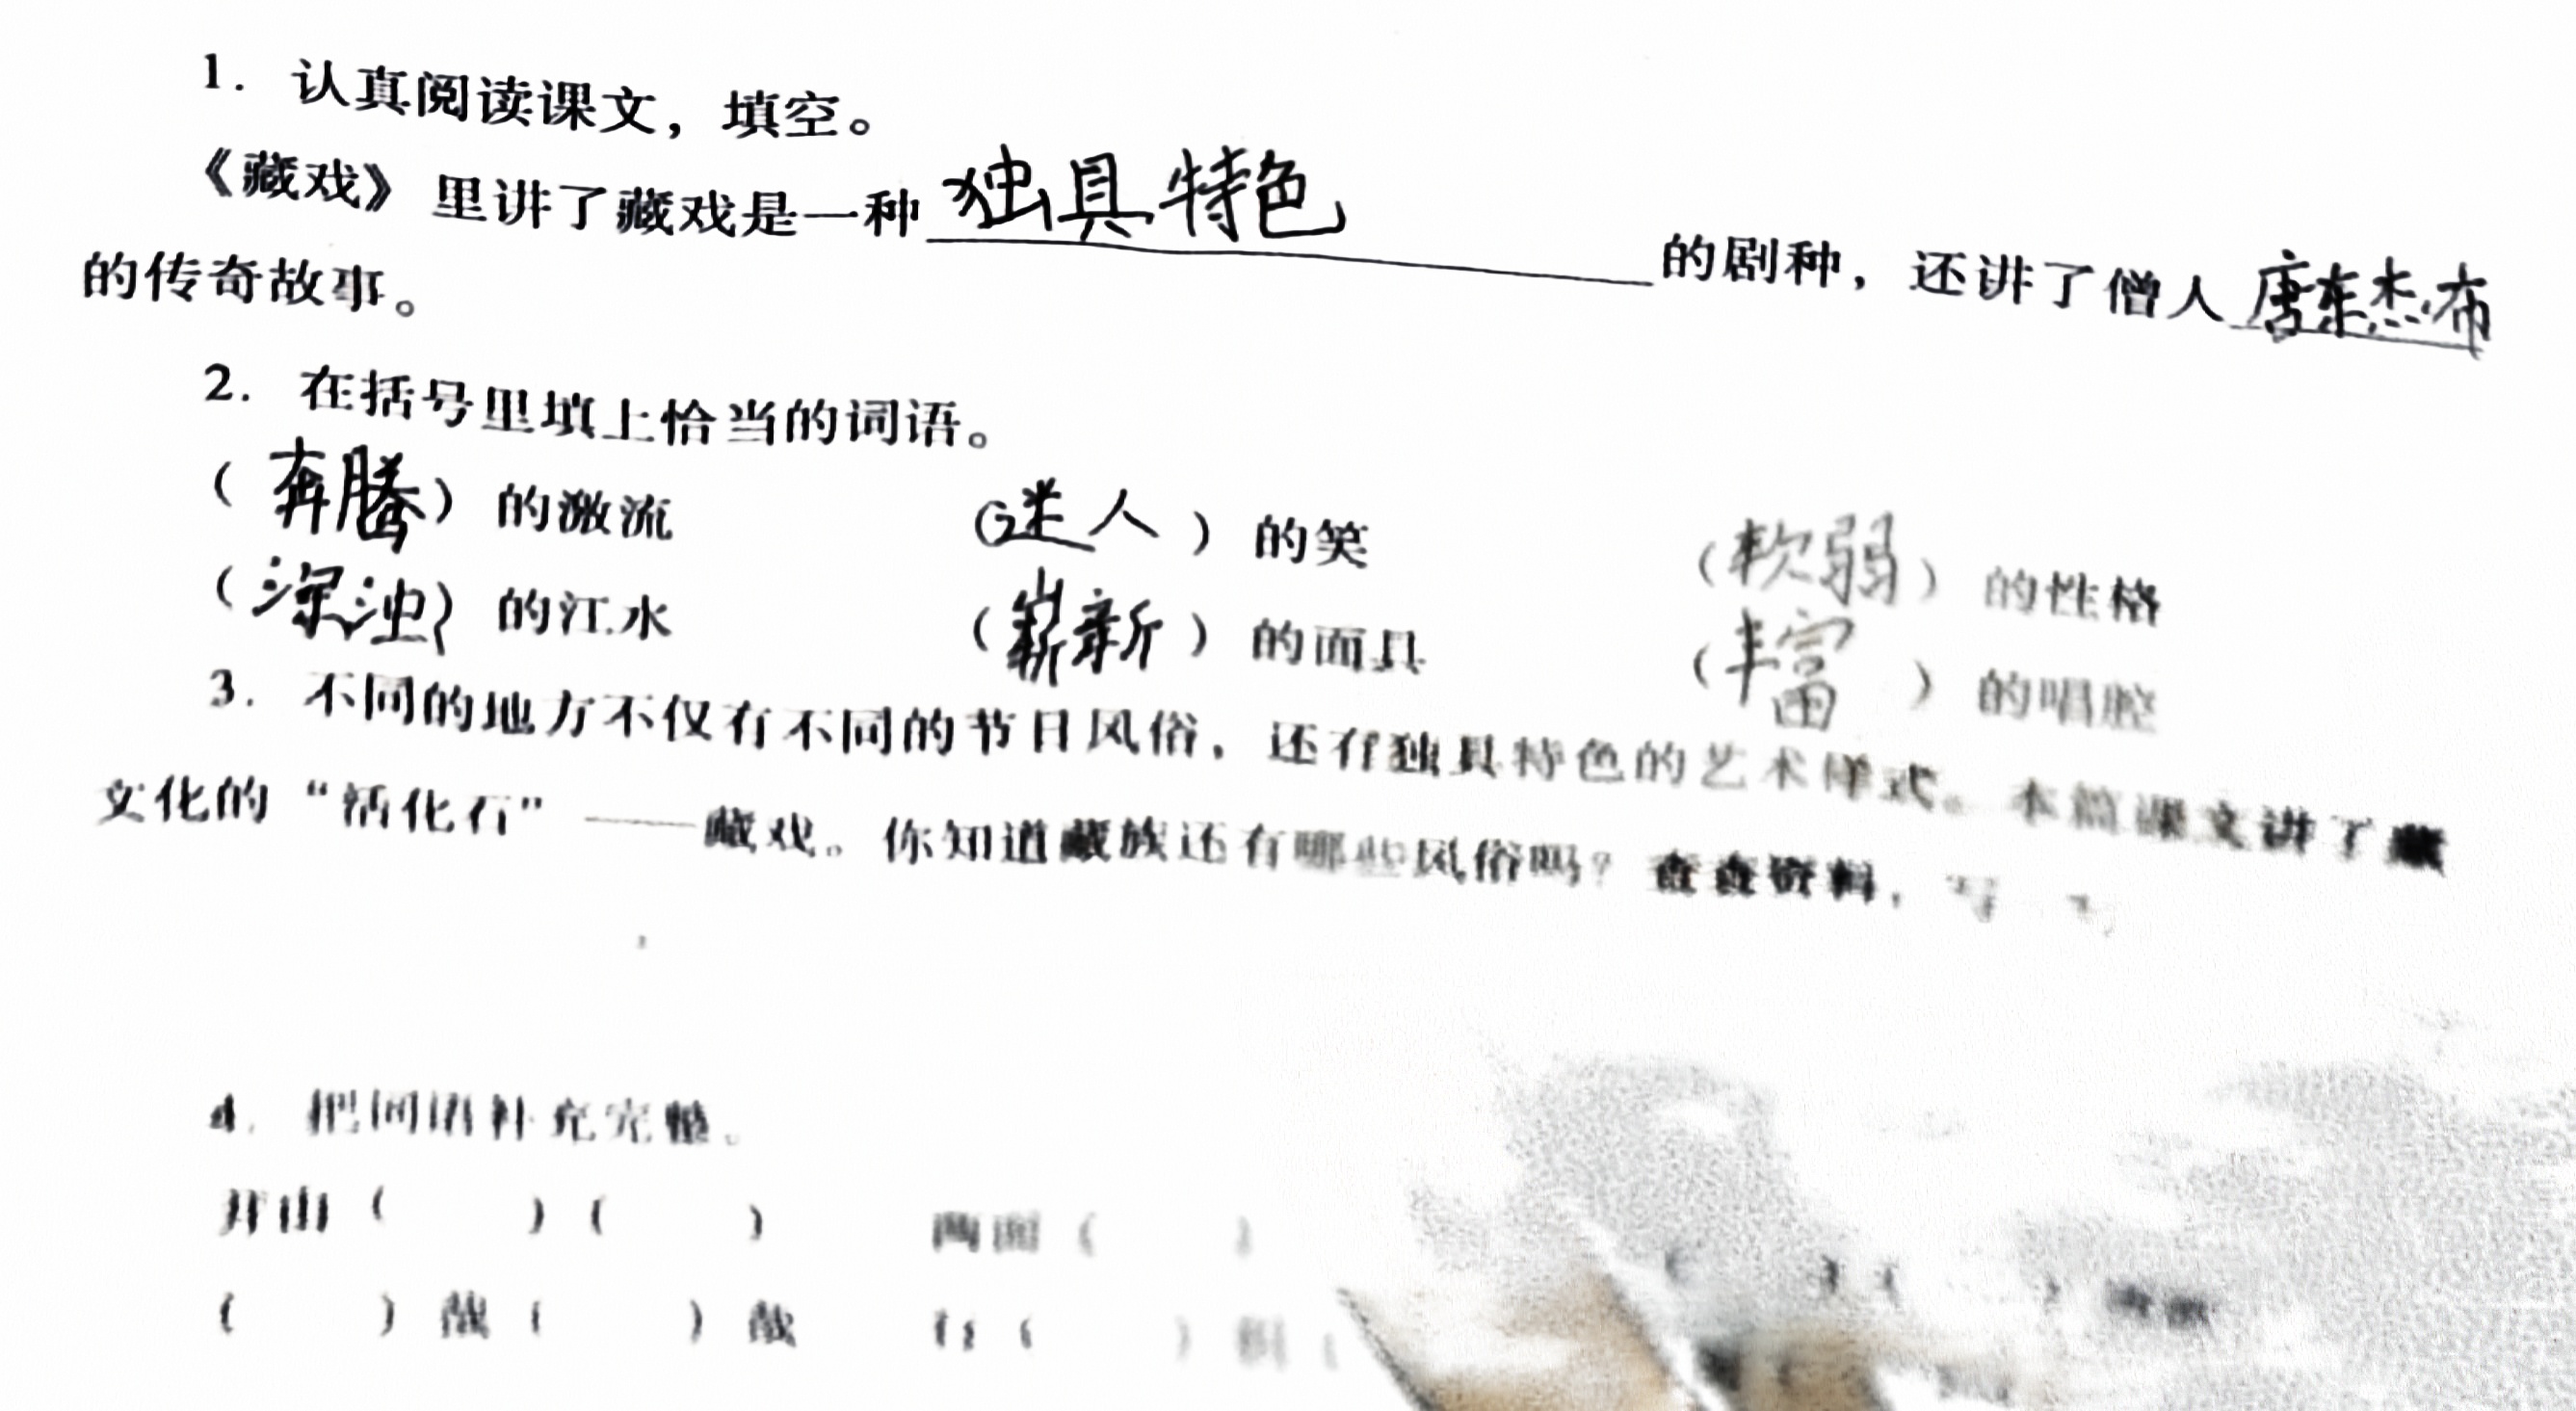 1. 认真阅读课文，填空。
《藏戏》里讲了藏戏是一种独具特色的剧种，还讲了僧人唐东杰布
的传奇故事。
2. 在括号里填上恰当的词语。
（奔腾）的激流 （迷人）的笑 （软弱）的性格
（浑浊）的江水 （崭新）的面具 （丰富）的唱腔
3. 不同的地方不仅有不同的节日风俗，还有独具特色的艺术样式。本篇课文讲了藏
文化的“活化石”——藏戏。你知道藏族还有哪些风俗吗？查查资料，写
4. 把词语补充完整。
开山（ ）（ ） 两面（ ）
（ ）哉（ ）哉 行（